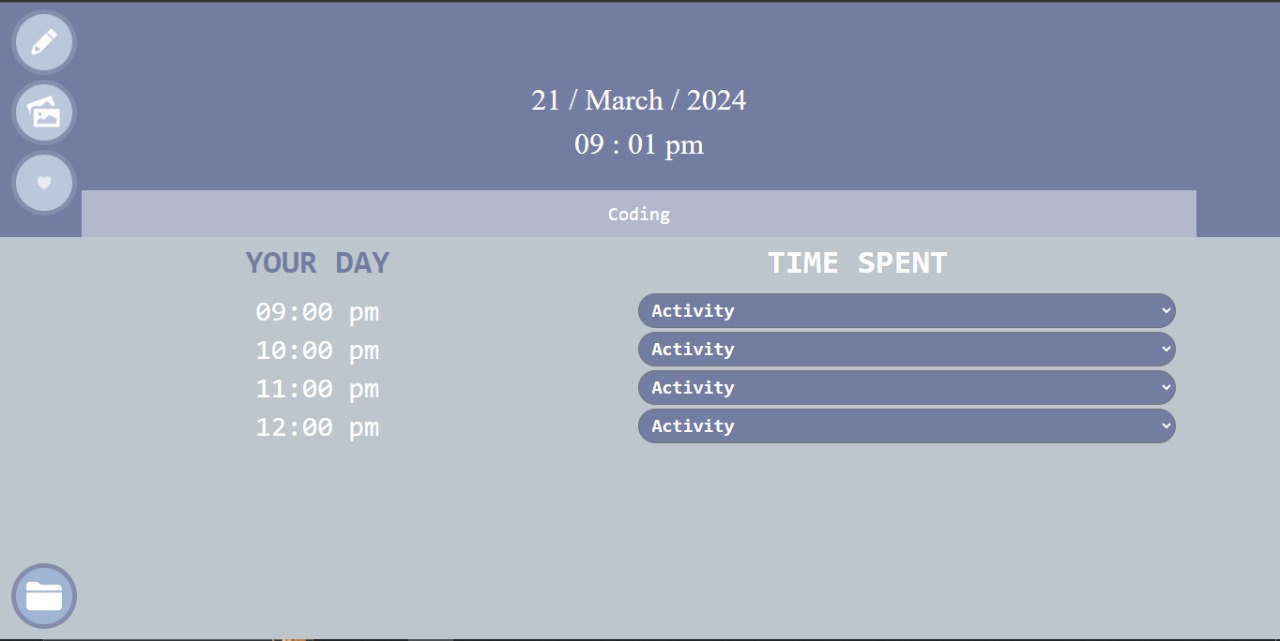 21 / March / 2024
09 : 01 pm
Coding
YOUR DAY TIME SPENT
09:00 pm Activity
10:00 pm Activity
11:00 pm Activity
12:00 pm Activity